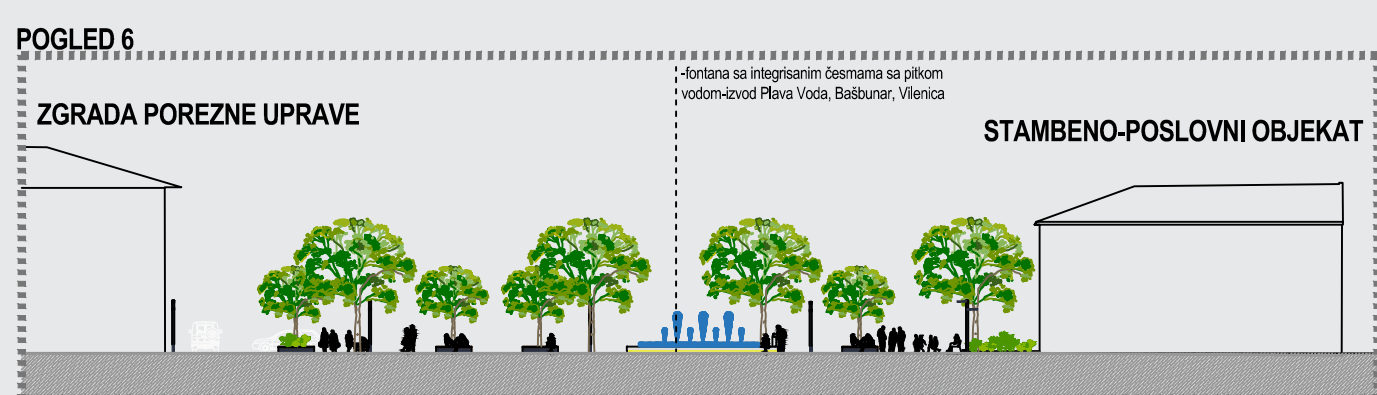 POGLED 6
-fontana sa integrisanim česmama sa pitkom
vodom-izvod Plava Voda, Bašbunar, Vilenica
ZGRADA POREZNE UPRAVE
STAMBENO-POSLOVNI OBJEKAT